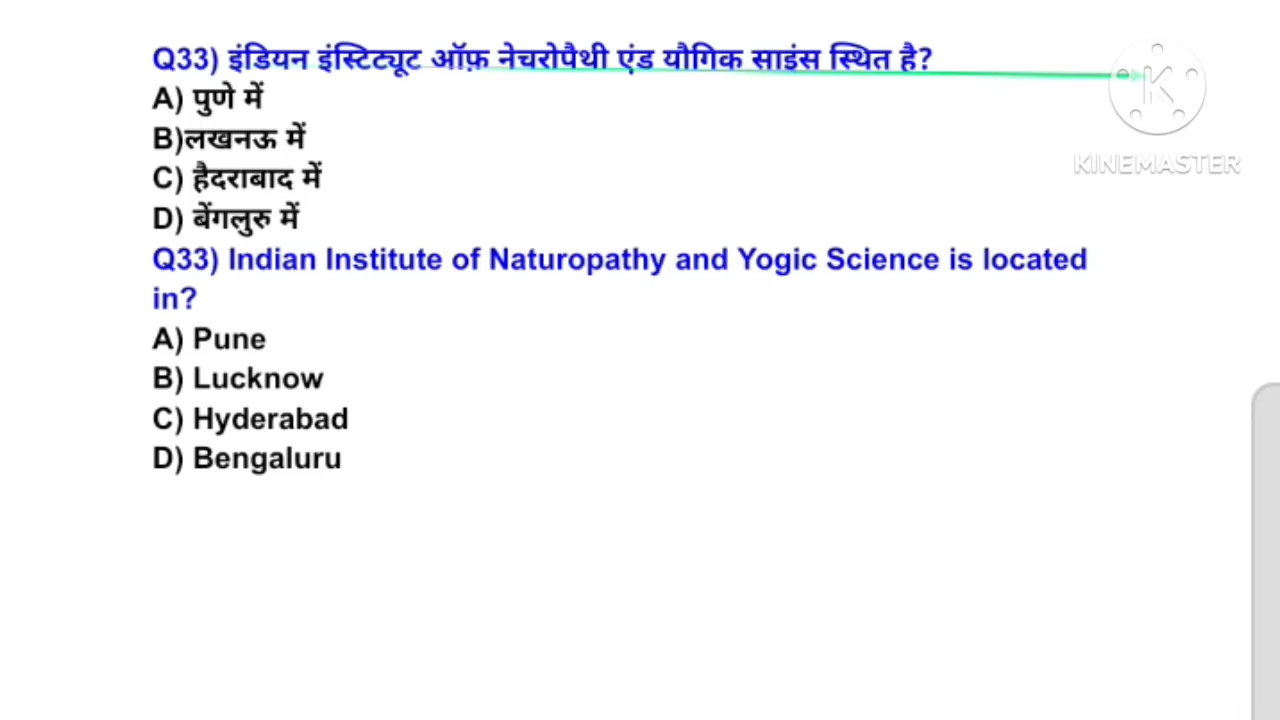 Q33) इंडियन इंस्टिट्यूट ऑफ़ नेचरोपैथी एंड यौगिक साइंस स्थित है?
A) पुणे में
B)लखनऊ में
C) हैदराबाद में
D) बेंगलुरु में
Q33) Indian Institute of Naturopathy and Yogic Science is located
in?
A) Pune
B) Lucknow
C) Hyderabad
D) Bengaluru
K
KINEMASTER